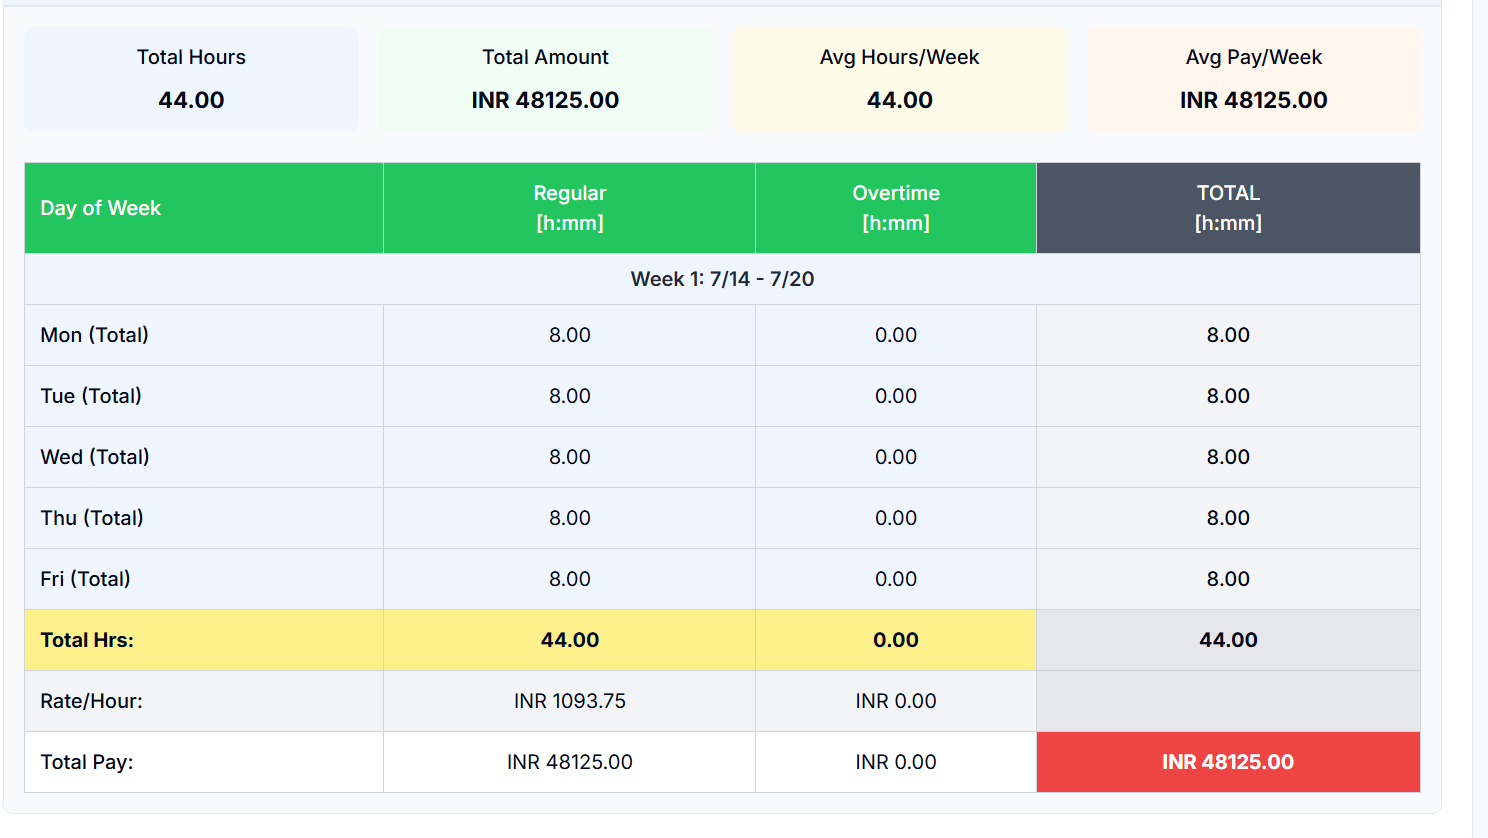 Total Hours
44.00
Total Amount
INR 48125.00
Avg Hours/Week
44.00
Avg Pay/Week
INR 48125.00
Day of Week
Regular
[h:mm]
Overtime
[h:mm]
TOTAL
[h:mm]
Week 1: 7/14 - 7/20
Mon (Total) 8.00 0.00 8.00
Tue (Total) 8.00 0.00 8.00
Wed (Total) 8.00 0.00 8.00
Thu (Total) 8.00 0.00 8.00
Fri (Total) 8.00 0.00 8.00
Total Hrs: 44.00 0.00 44.00
Rate/Hour: INR 1093.75 INR 0.00
Total Pay: INR 48125.00 INR 0.00 INR 48125.00